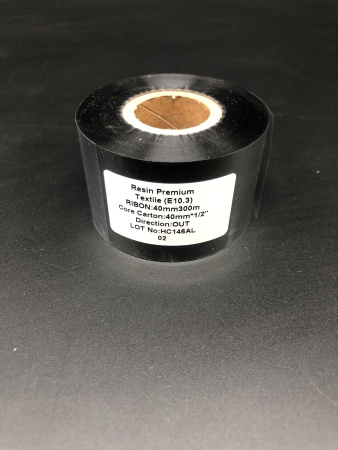 Resin Premium
Textile (E10.3)
RIBON:40mm300m
Core Carton:40mm*1/2"
Direction:OUT
LOT No:HC146AL
02